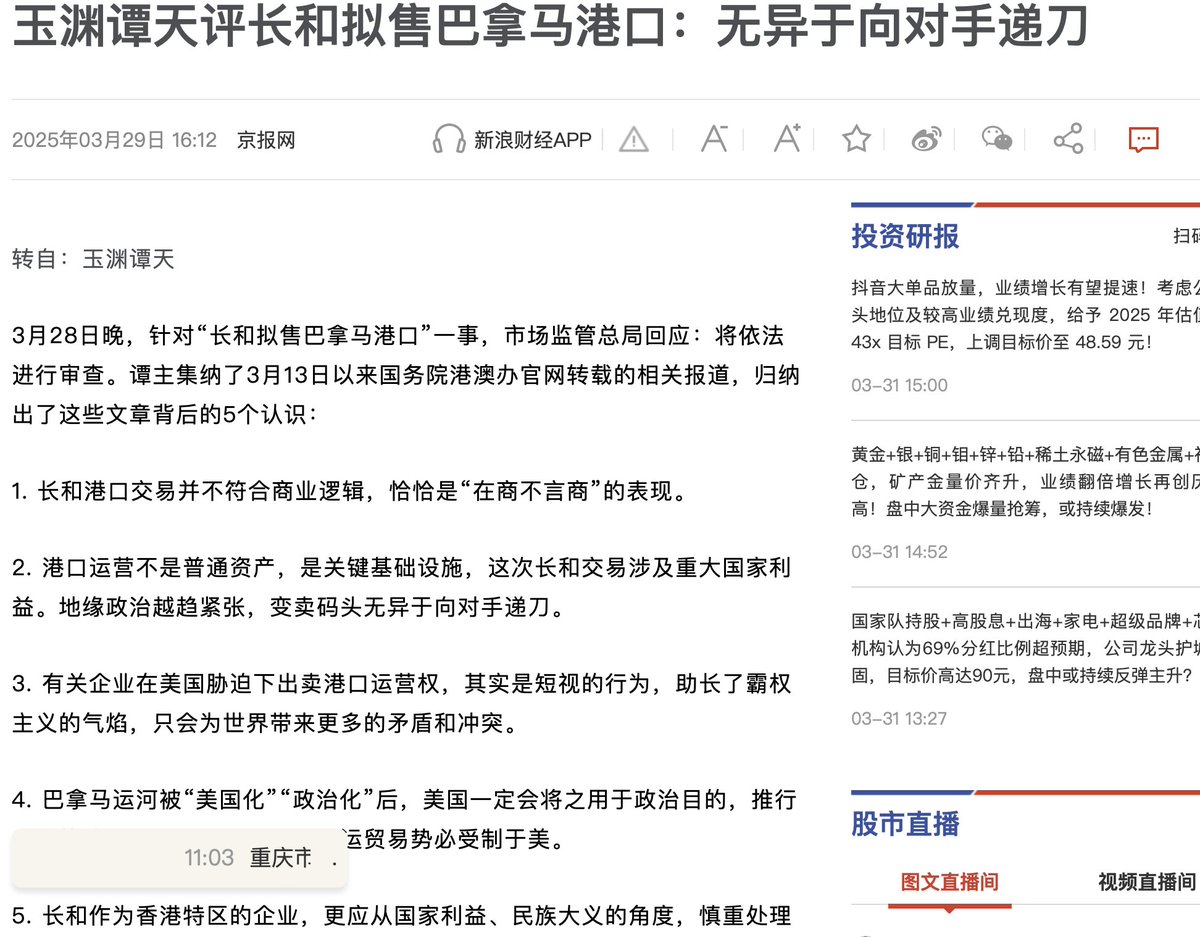 玉渊谭天评长和拟售巴拿马港口：无异于向对手递刀
2025年03月29日 16:12 京报网
新浪财经APP
A-
A+
转自：玉渊谭天
3月28日晚，针对“长和拟售巴拿马港口”一事，市场监管总局回应：将依法
进行审查。谭主集纳了3月13日以来国务院港澳办官网转载的相关报道，归纳
出了这些文章背后的5个认识：
1. 长和港口交易并不符合商业逻辑，恰恰是“在商不言商”的表现。
2. 港口运营不是普通资产，是关键基础设施，这次长和交易涉及重大国家利
益。地缘政治越趋紧张，变卖码头无异于向对手递刀。
3. 有关企业在美国胁迫下出卖港口运营权，其实是短视的行为，助长了霸权
主义的气焰，只会为世界带来更多的矛盾和冲突。
4. 巴拿马运河被“美国化”“政治化”后，美国一定会将之用于政治目的，推行
运贸易势必受制于美。
11:03 重庆市 .
5. 长和作为香港特区的企业，更应从国家利益、民族大义的角度，慎重处理
投资研报
扫码
抖音大单品放量，业绩增长有望提速！考虑公
头地位及较高业绩兑现度，给予 2025 年估值
43x 目标 PE，上调目标价至 48.59 元！
03-31 15:00
黄金+银+铜+钼+锌+铅+稀土永磁+有色金属+
仓，矿产金量价齐升，业绩翻倍增长再创历
高！盘中大资金爆量抢筹，或持续爆发！
03-31 14:52
国家队持股+高股息+出海+家电+超级品牌+芯
机构认为69%分红比例超预期，公司龙头护城
固，目标价高达90元，盘中或持续反弹主升？
03-31 13:27
股市直播
图文直播间
视频直播间